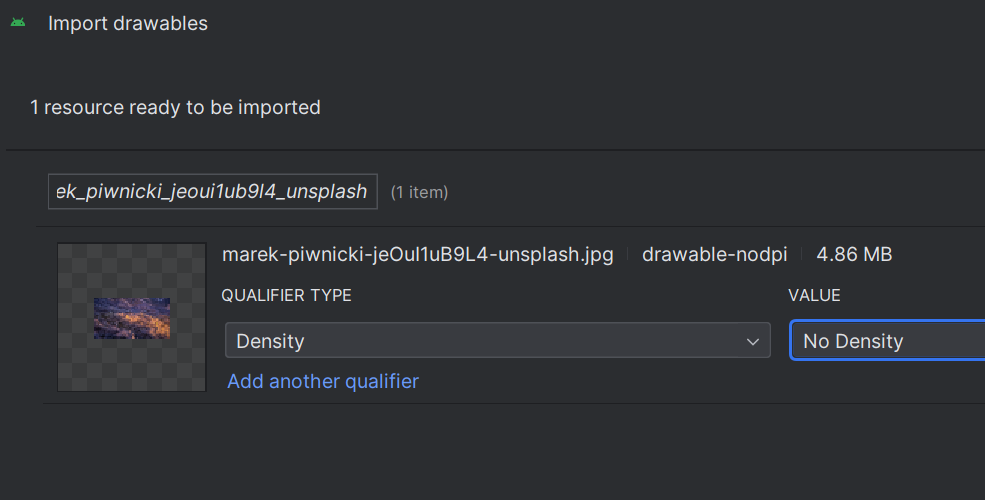 Import drawables
1 resource ready to be imported
ek_piwnicki_jeoui1ub9l4_unsplash (1 item)
marek-piwnicki-jeOuI1uB9L4-unsplash.jpg drawable-nodpi 4.86 MB
QUALIFIER TYPE VALUE
Density No Density
Add another qualifier